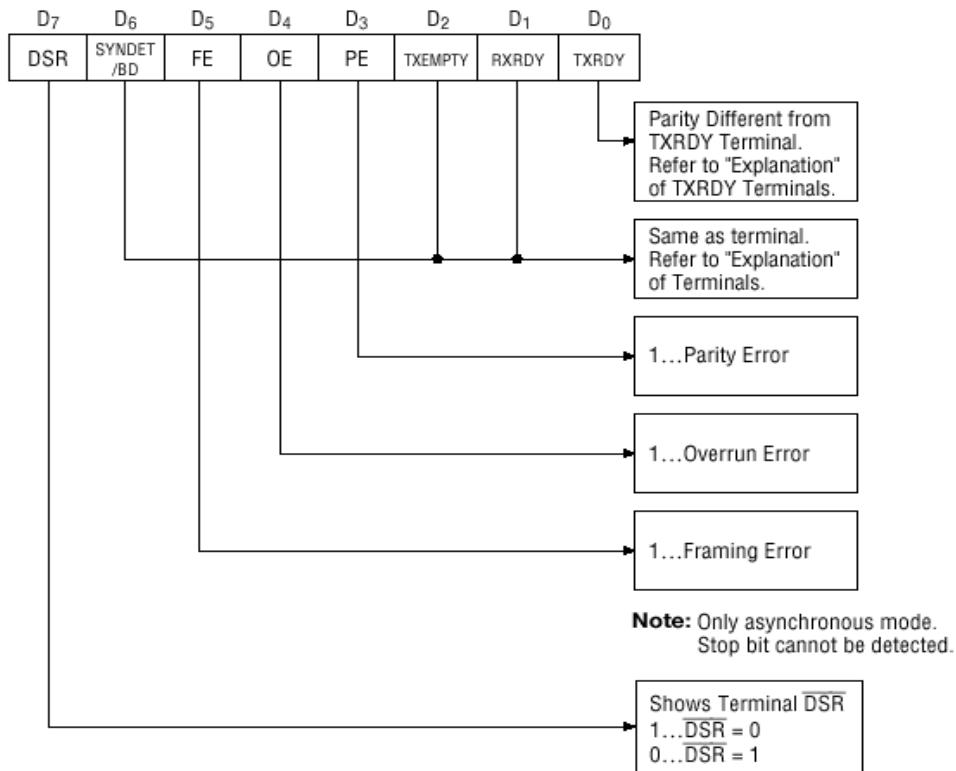 D7 D6 D5 D4 D3 D2 D1 D0
DSR SYNDET /BD FE OE PE TXEMPTY RXRDY TXRDY
Parity Different from
TXRDY Terminal.
Refer to "Explanation"
of TXRDY Terminals.
Same as terminal.
Refer to "Explanation"
of Terminals.
1...Parity Error
1...Overrun Error
1...Framing Error
Note: Only asynchronous mode.
Stop bit cannot be detected.
Shows Terminal D̅S̅R̅
1...D̅S̅R̅ = 0
0...D̅S̅R̅ = 1